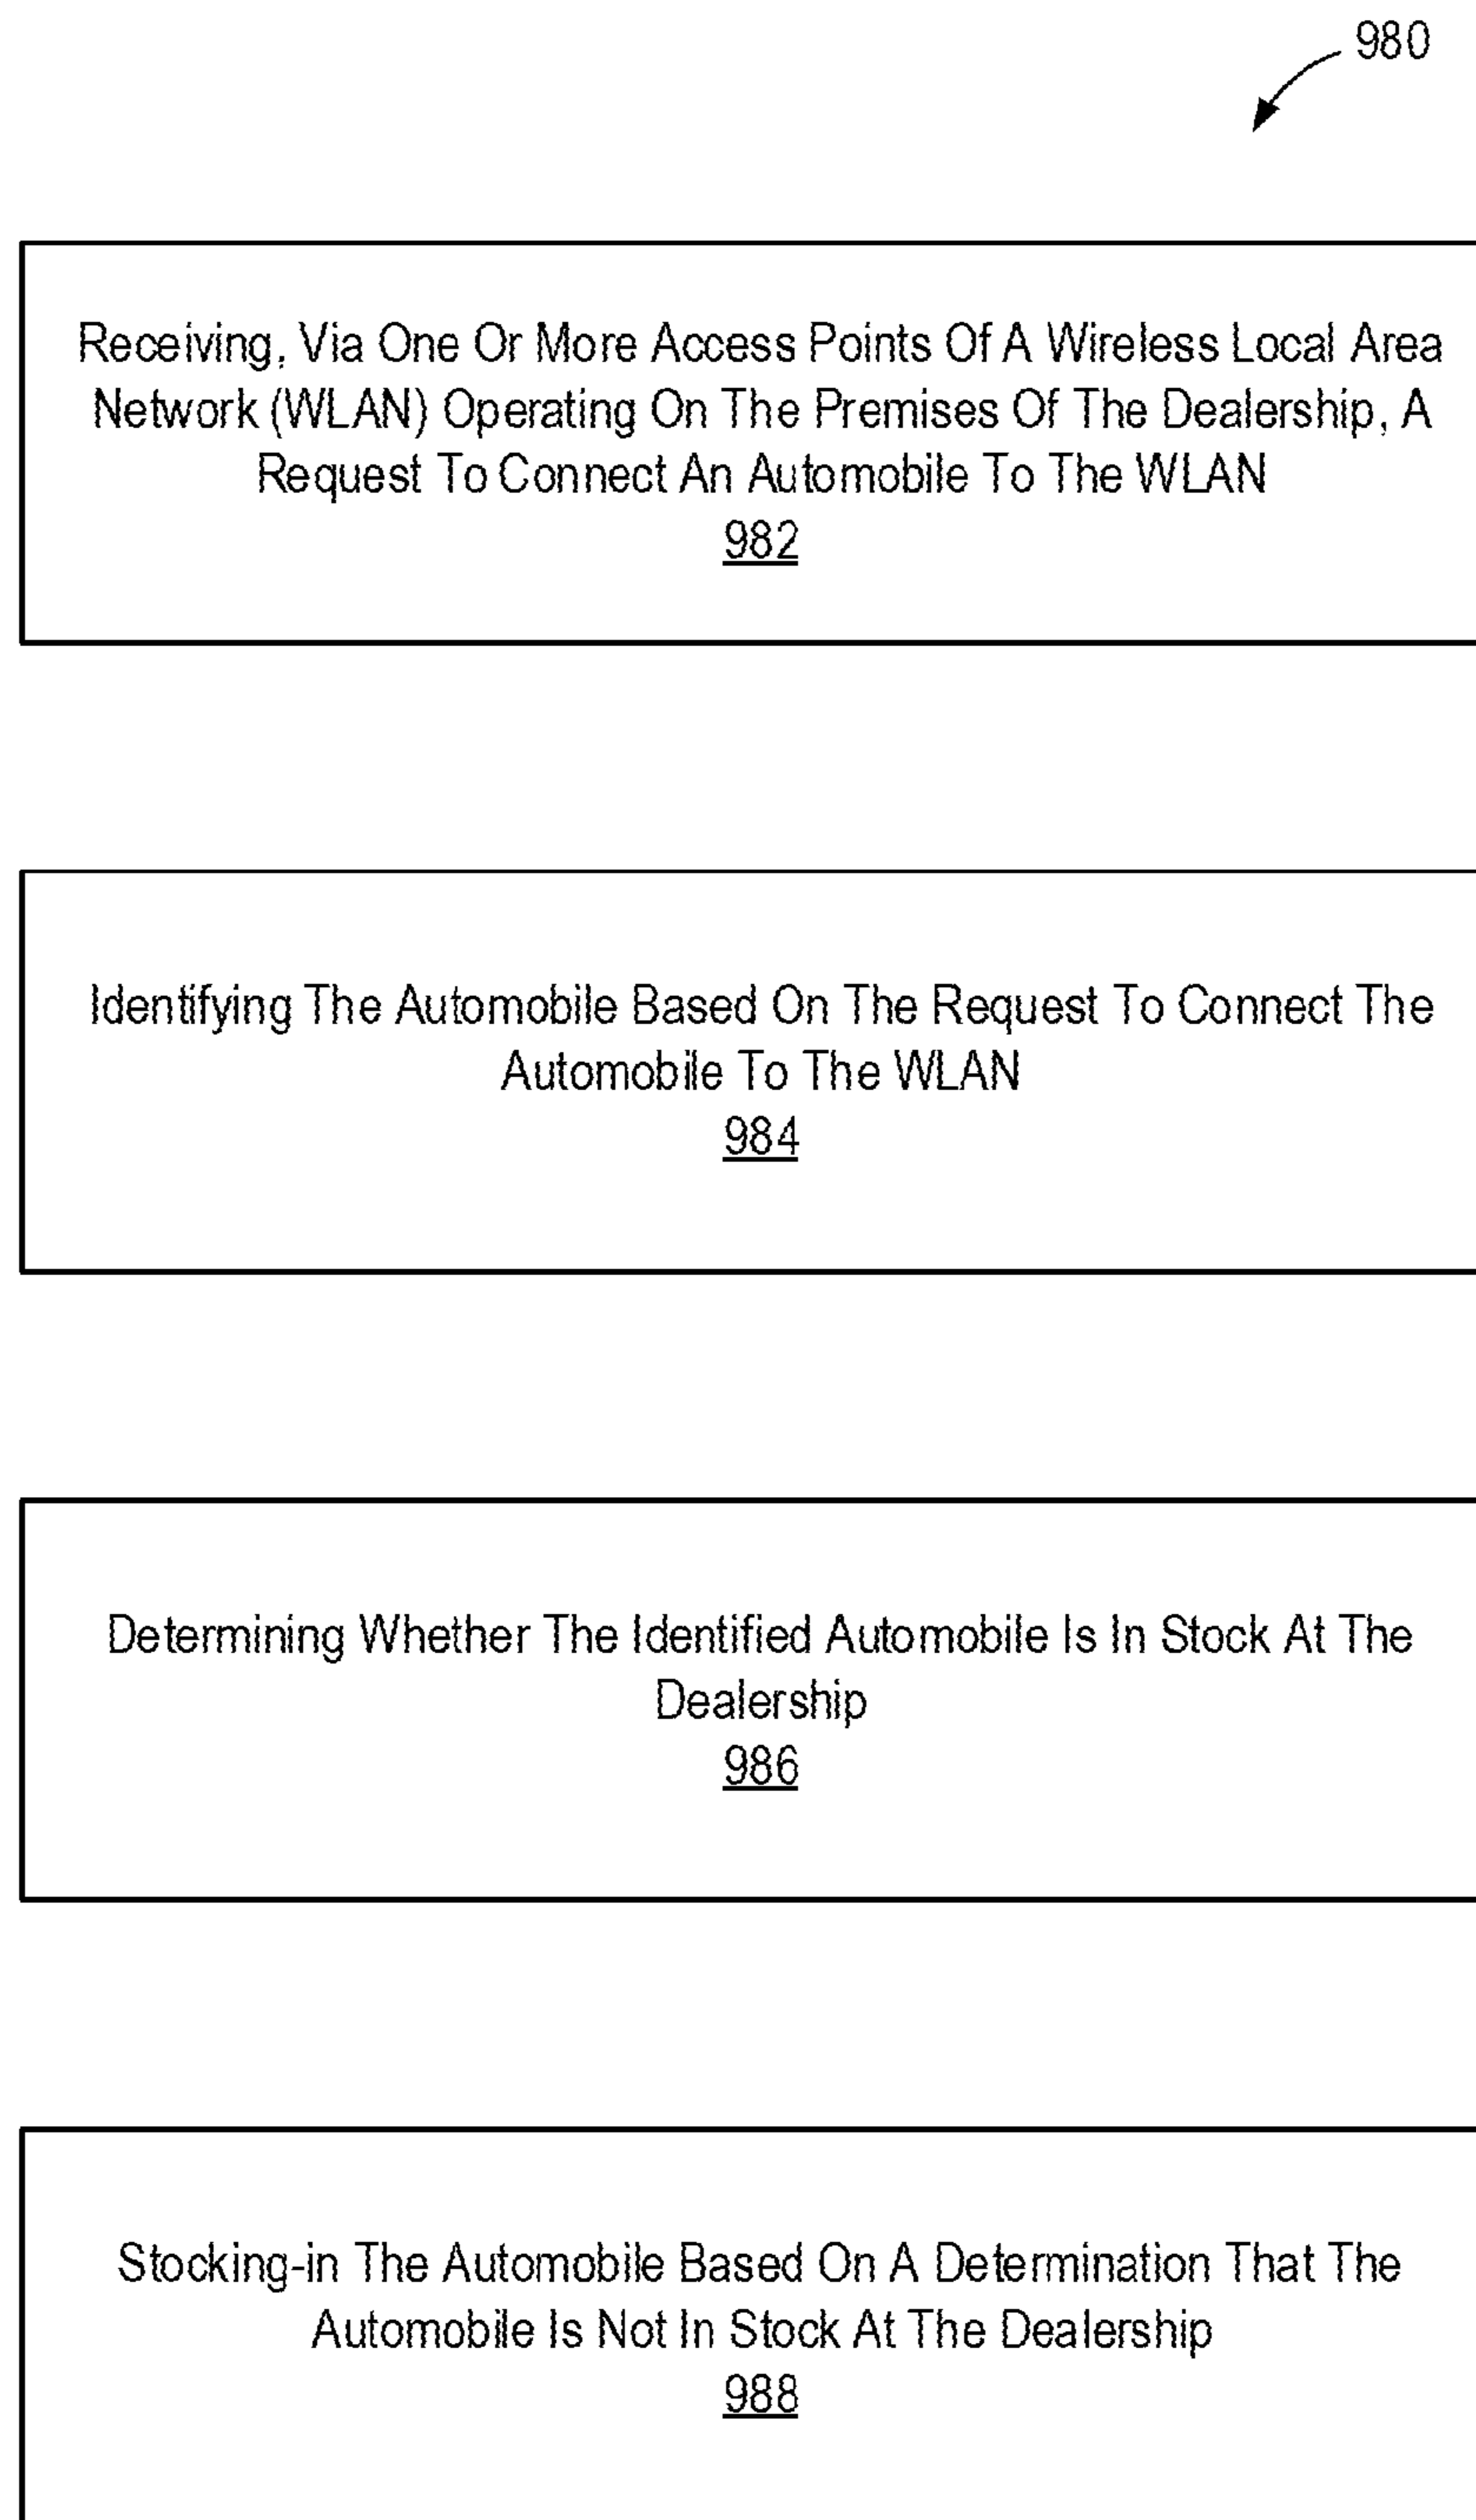 980
Receiving, Via One Or More Access Points Of A Wireless Local Area
Network (WLAN) Operating On The Premises Of The Dealership, A
Request To Connect An Automobile To The WLAN
982
Identifying The Automobile Based On The Request To Connect The
Automobile To The WLAN
984
Determining Whether The Identified Automobile Is In Stock At The
Dealership
986
Stocking-in The Automobile Based On A Determination That The
Automobile Is Not In Stock At The Dealership
988